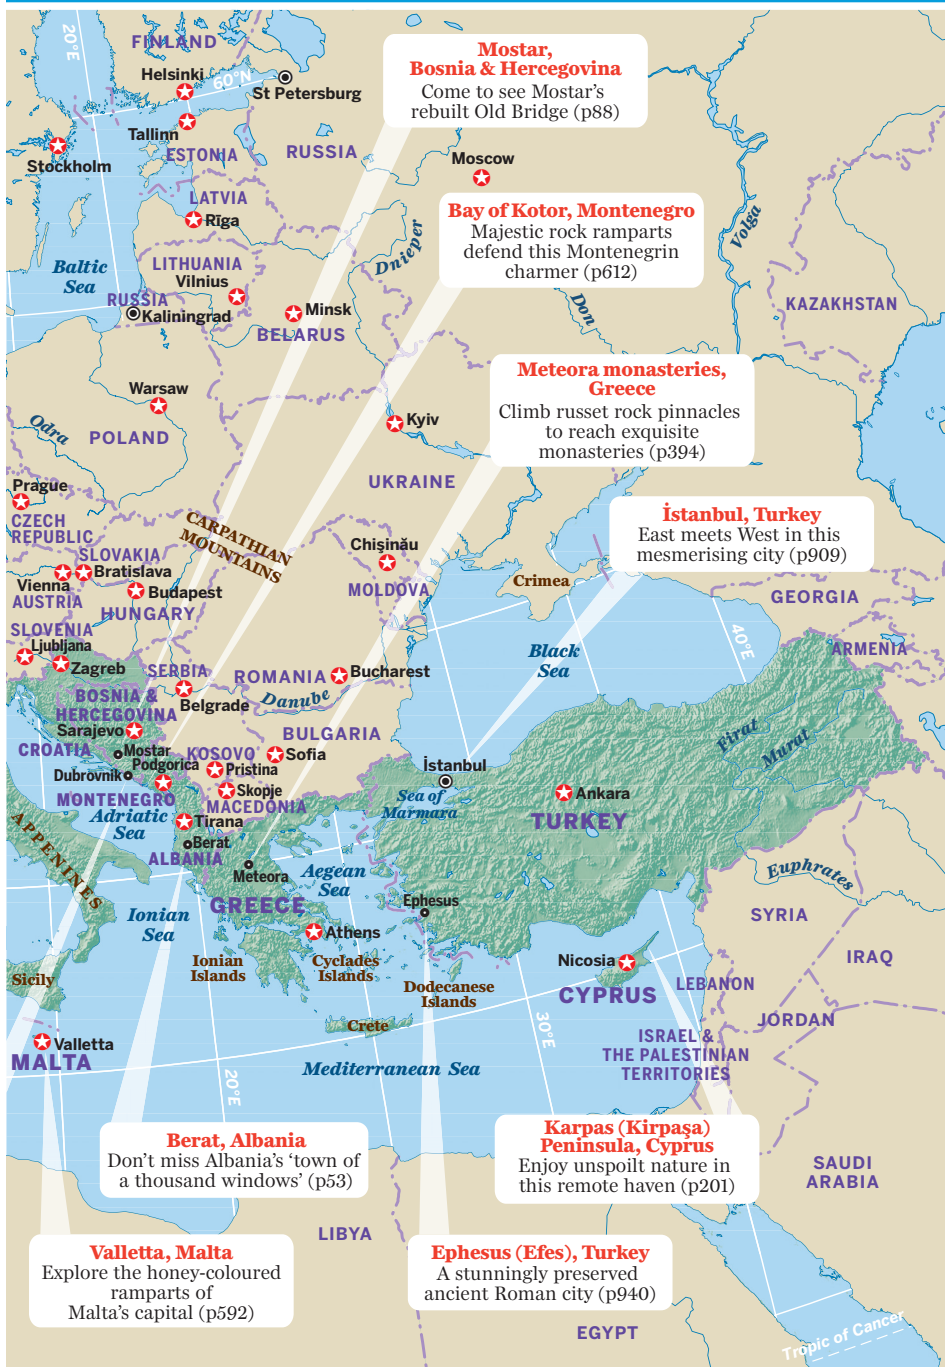 20°E
FINLAND
Helsinki
60°N
St Petersburg
Tallinn
ESTONIA
Stockholm
RUSSIA
Mostar,
Bosnia & Hercegovina
Come to see Mostar's
rebuilt Old Bridge (p88)
Moscow
LATVIA
Rīga
Bay of Kotor, Montenegro
Majestic rock ramparts
defend this Montenegrin
charmer (p612)
Volga
Dnieper
Baltic
Sea
LITHUANIA
Vilnius
RUSSIA
Kaliningrad
Minsk
BELARUS
Don
KAZAKHSTAN
Meteora monasteries,
Greece
Climb russet rock pinnacles
to reach exquisite
monasteries (p394)
Warsaw
Odra
POLAND
Kyiv
UKRAINE
Prague
CZECH
REPUBLIC
CARPATHIAN
MOUNTAINS
İstanbul, Turkey
East meets West in this
mesmerising city (p909)
SLOVAKIA
Vienna
Bratislava
AUSTRIA
Budapest
HUNGARY
Chişinău
MOLDOVA
Crimea
GEORGIA
SLOVENIA
Ljubljana
Zagreb
SERBIA
ROMANIA
Bucharest
Black
Sea
40°E
ARMENIA
BOSNIA &
HERCEGOVINA
Belgrade
Danube
Sarajevo
CROATIA
Mostar
Podgorica
Dubrovnik
KOSOVO
Pristina
Sofia
BULGARIA
Skopje
MACEDONIA
MONTENEGRO
Adriatic
Sea
Tirana
Berat
ALBANIA
İstanbul
Sea of
Marmara
Ankara
TURKEY
Firat
Murat
Euphrates
APPENINES
Meteora
Aegean
Sea
GREECE
Ephesus
Ionian
Sea
Athens
Ionian
Islands
Cyclades
Islands
Dodecanese
Islands
Nicosia
CYPRUS
SYRIA
IRAQ
LEBANON
JORDAN
Sicily
Crete
30°E
ISRAEL &
THE PALESTINIAN
TERRITORIES
Valletta
MALTA
20°E
Mediterranean Sea
Berat, Albania
Don't miss Albania's 'town of
a thousand windows' (p53)
Karpas (Kirpaşa)
Peninsula, Cyprus
Enjoy unspoilt nature in
this remote haven (p201)
SAUDI
ARABIA
LIBYA
Valletta, Malta
Explore the honey-coloured
ramparts of
Malta's capital (p592)
Ephesus (Efes), Turkey
A stunningly preserved
ancient Roman city (p940)
EGYPT
Tropic of Cancer